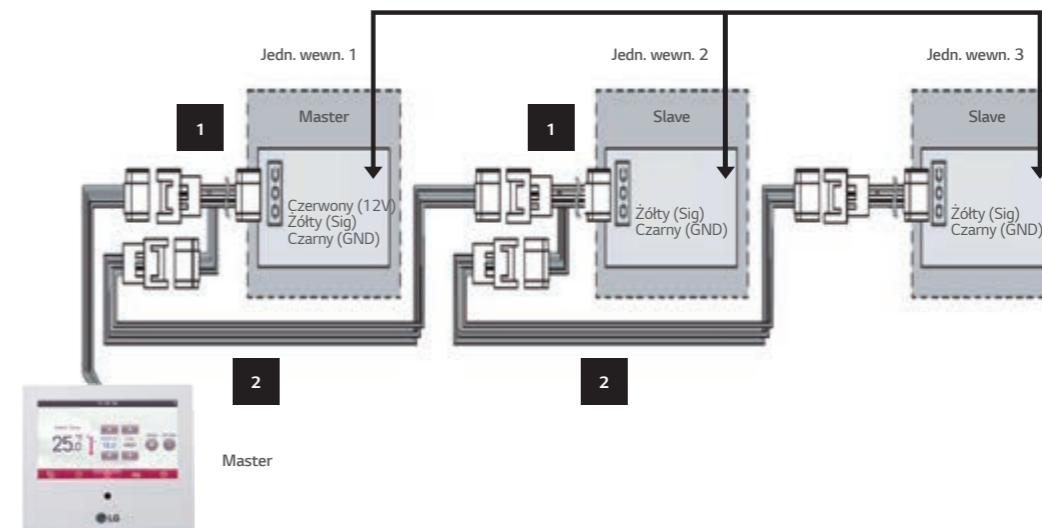 Jedn. wewn. 1
Jedn. wewn. 2
Jedn. wewn. 3
1
Master
1
Slave
Slave
Czerwony (12V)
Żółty (Sig)
Czarny (GND)
Żółty (Sig)
Czarny (GND)
Żółty (Sig)
Czarny (GND)
2
2
25
Master
LG